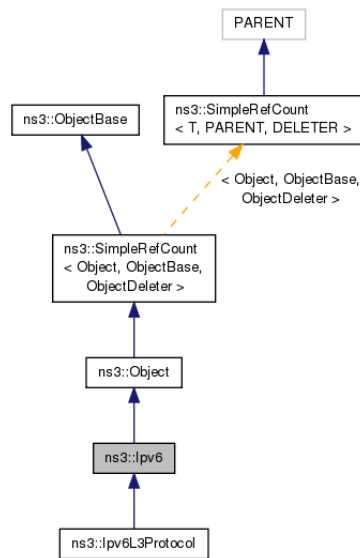 PARENT
ns3::SimpleRefCount
< T, PARENT, DELETER >
ns3::ObjectBase
< Object, ObjectBase,
ObjectDeleter >
ns3::SimpleRefCount
< Object, ObjectBase,
ObjectDeleter >
ns3::Object
ns3::Ipv6
ns3::Ipv6L3Protocol